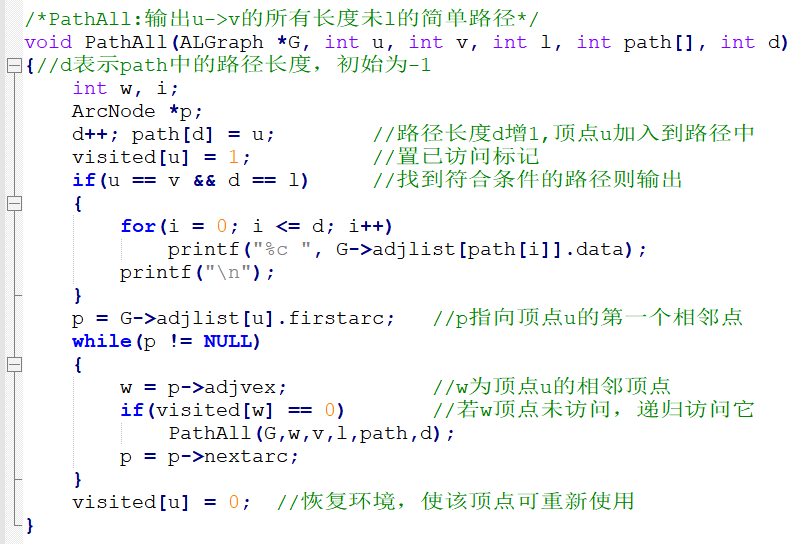 /*PathAll:输出u->v的所有长度未l的简单路径*/
void PathAll(ALGraph *G, int u, int v, int l, int path[], int d)
{//d表示path中的路径长度，初始为-1
    int w, i;
    ArcNode *p;
    d++; path[d] = u;        //路径长度d增1,顶点u加入到路径中
    visited[u] = 1;          //置已访问标记
    if(u == v && d == l)     //找到符合条件的路径则输出
    {
        for(i = 0; i <= d; i++)
            printf("%c ", G->adjlist[path[i]].data);
        printf("\n");
    }
    p = G->adjlist[u].firstarc;   //p指向顶点u的第一个相邻点
    while(p != NULL)
    {
        w = p->adjvex;            //w为顶点u的相邻顶点
        if(visited[w] == 0)       //若w顶点未访问，递归访问它
            PathAll(G,w,v,l,path,d);
        p = p->nextarc;
    }
    visited[u] = 0;  //恢复环境，使该顶点可重新使用
}